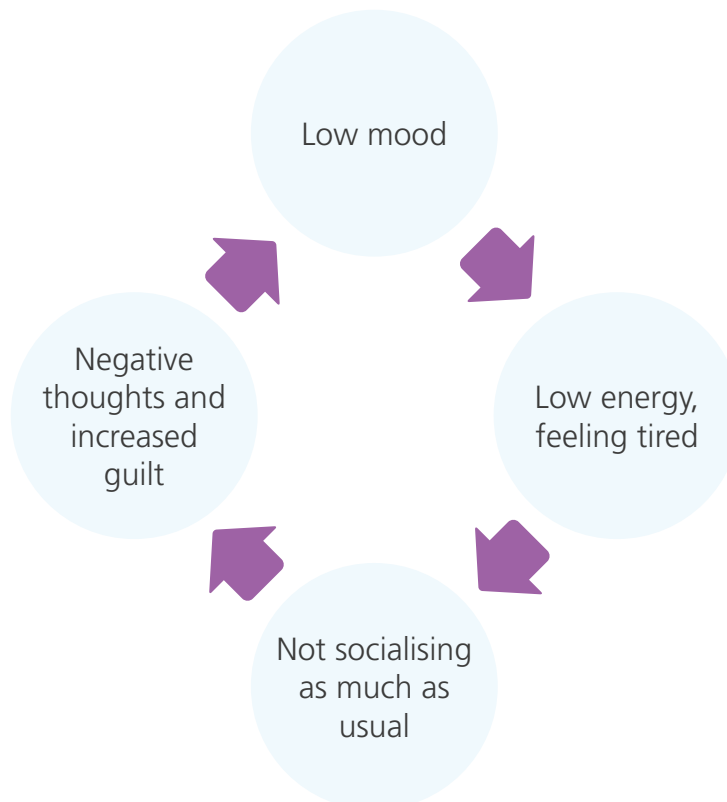 Low mood
Low energy,
feeling tired
Not socialising
as much as
usual
Negative
thoughts and
increased
guilt